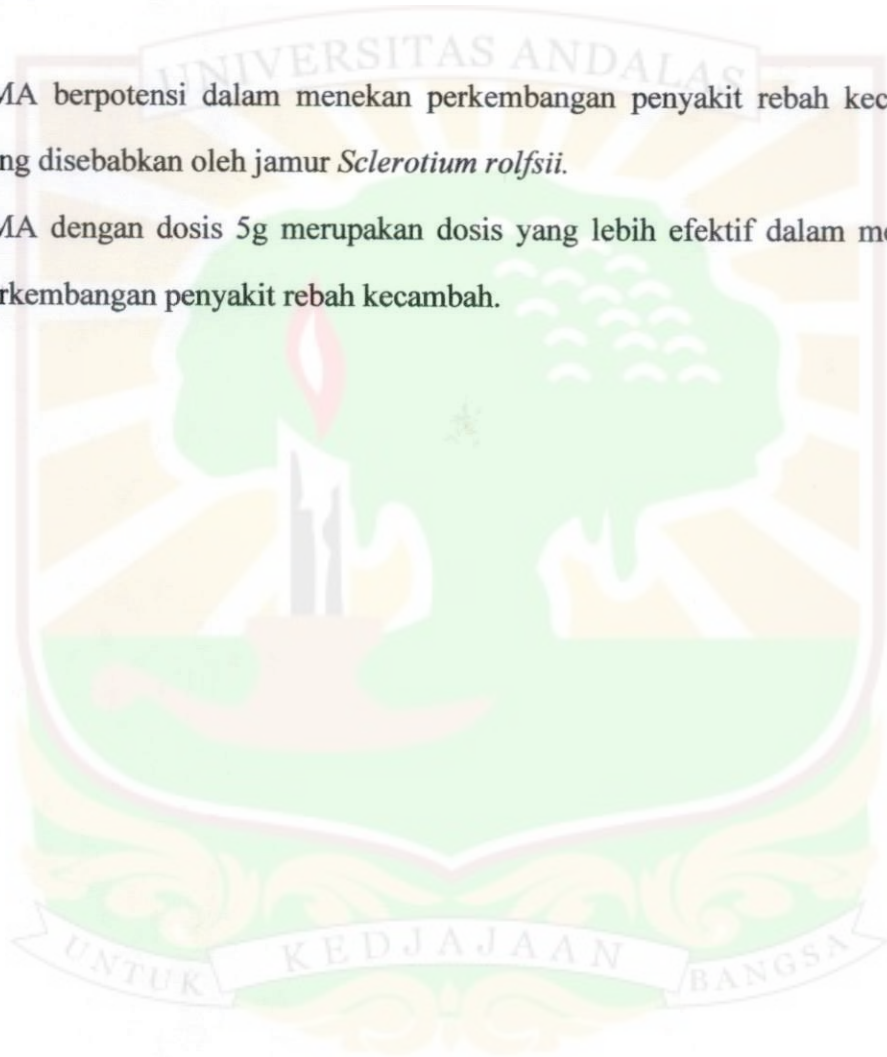 UNIVERSITAS ANDALAS
MA berpotensi dalam menekan perkembangan penyakit rebah kec
ng disebabkan oleh jamur Sclerotium rolfsii.
MA dengan dosis 5g merupakan dosis yang lebih efektif dalam me
rkembangan penyakit rebah kecambah.
UNTUK KEDJAJAAN BANGSA